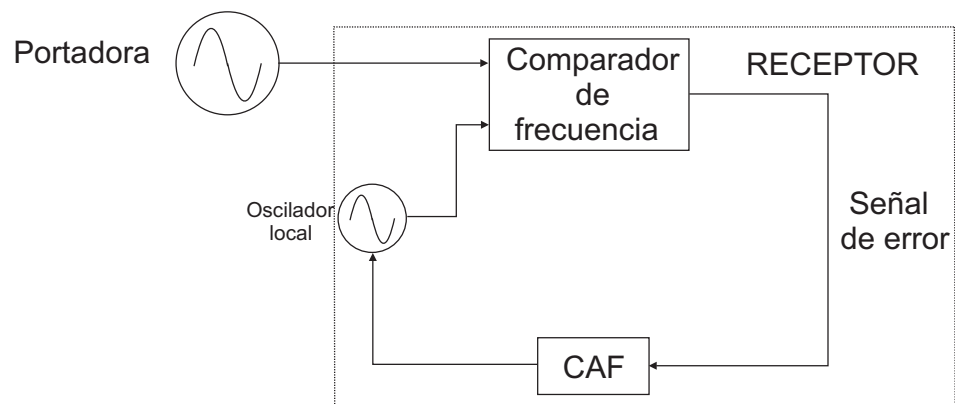 Portadora
Comparador
de
frecuencia
RECEPTOR
Oscilador
local
Señal
de error
CAF